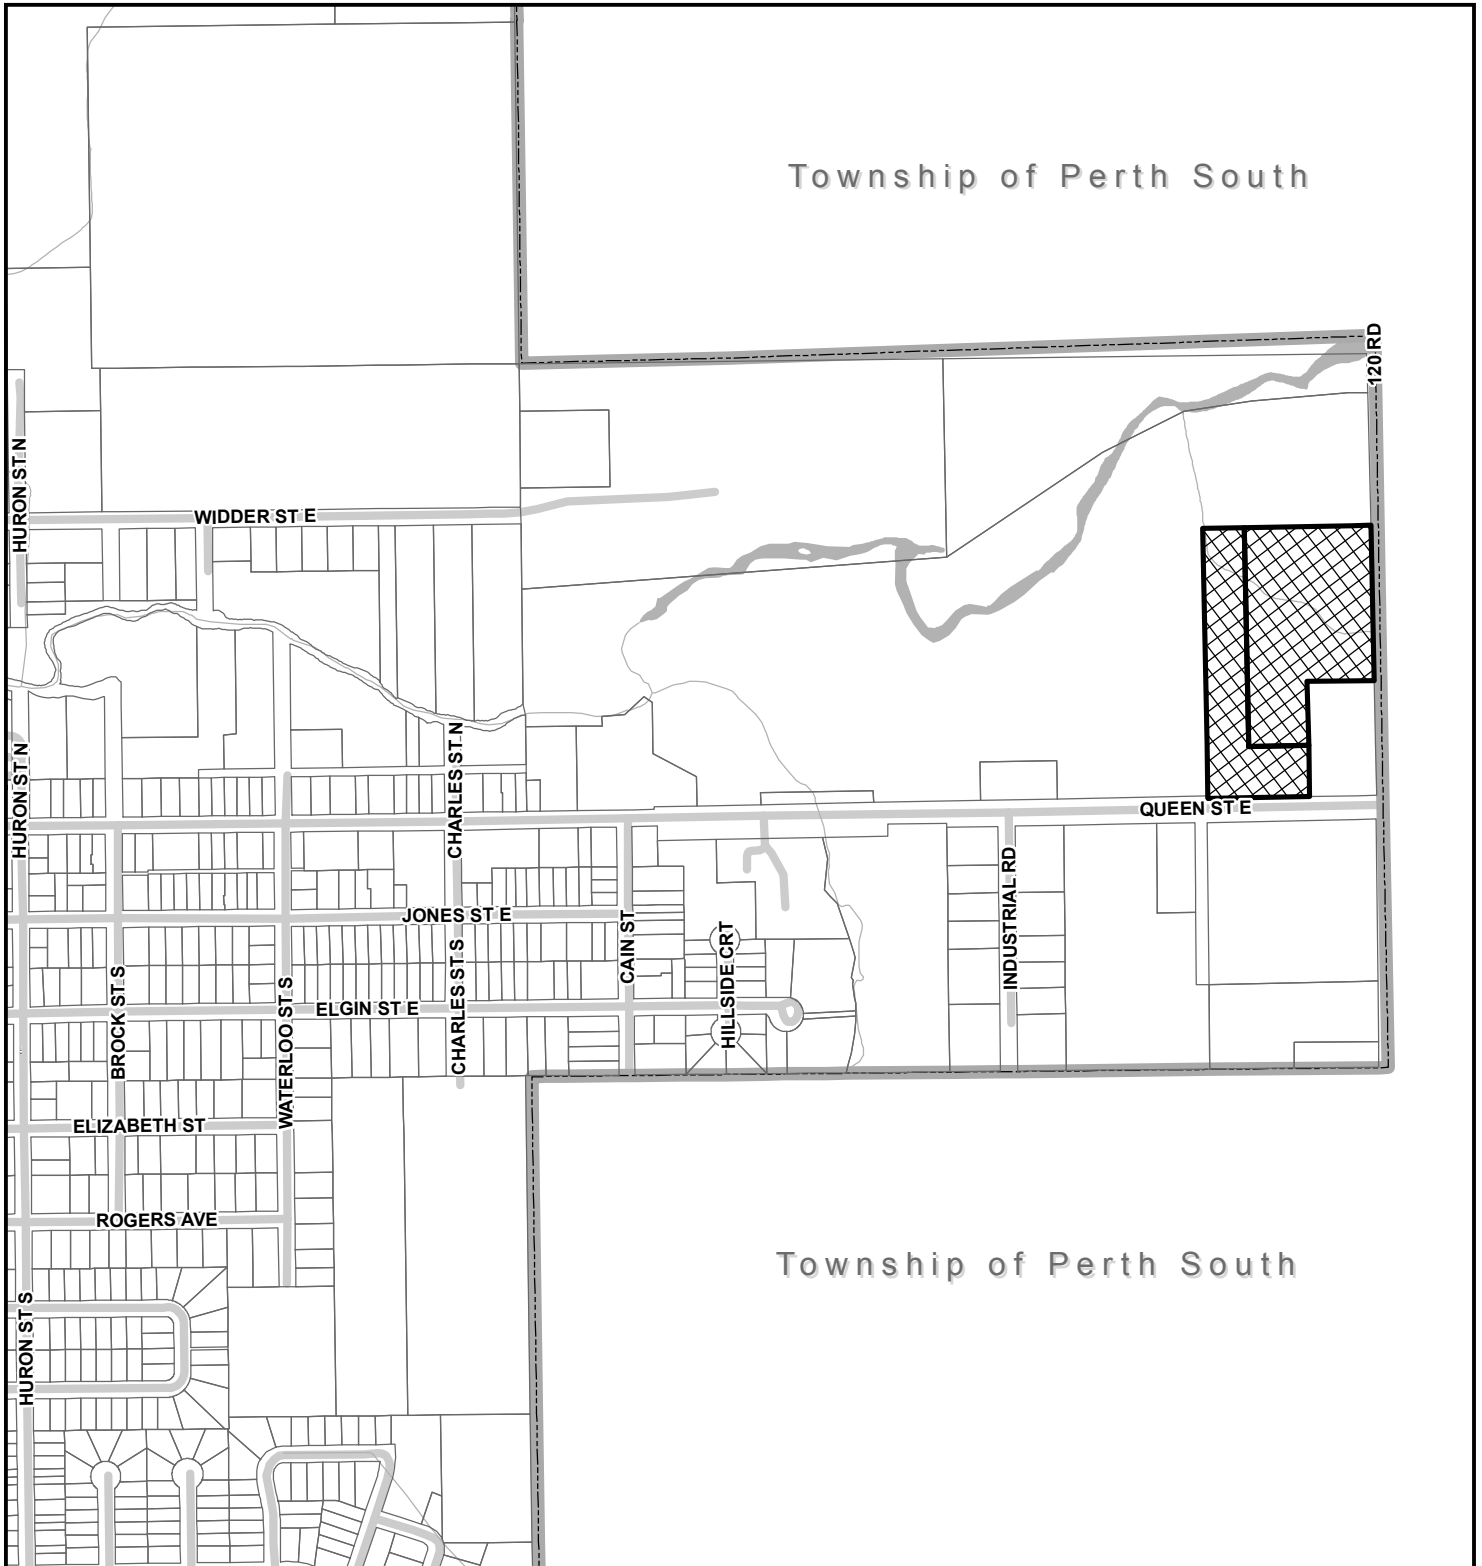 Township of Perth South
120 RD
HURON ST N
WIDDER ST E
CHARLES ST N
HURON ST N
QUEEN ST E
INDUSTRIAL RD
JONES ST E
CAIN ST
HILLSIDE CRT
BROCK ST S
WATERLOO ST S
ELGIN ST E
CHARLES ST S
ELIZABETH ST
ROGERS AVE
Township of Perth South
HURON ST S